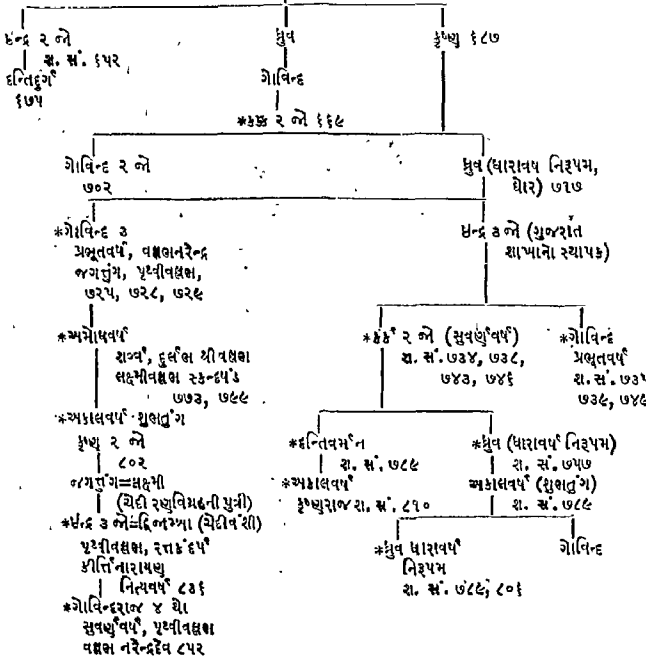 ઇન્દ્ર ૨ જો
શ. સં. ૬૫૨
દન્તિદુર્ગ
૬૭૫
ધ્રુવ
ગોવિન્દ
કૃષ્ણ ૬૮૭
*કક્ક ૨ જો ૬૬૯
ગોવિન્દ ૨ જો
૭૦૨
ધ્રુવ (ધારાવર્ષ નિરૂપમ,
ધોર) ૭૧૭
*ગોવિન્દ ૩
પ્રભૂતવર્ષ, વલ્લભનરેન્દ્ર
જગત્તુંગ, પૃથ્વીવલ્લભ,
૭૨૫, ૭૨૮, ૭૨૯
ઇન્દ્ર ૩ જો (ગુજરાત
શાખાનો સ્થાપક)
*અમોઘવર્ષ
શર્વ્વ, દુર્લભ શ્રીવલ્લભ
લક્ષ્મીવલ્લભ સ્કન્દપંડ
૭૭૩, ૭૯૯
*કર્ક ૨ જો (સુવર્ણવર્ષ)
શ. સં. ૭૩૪, ૭૩૮,
૭૪૩, ૭૪૬
*ગોવિન્દ
પ્રભૂતવર્ષ
શ. સં. ૭૩૫
૭૩૯, ૭૪૯
*અકાલવર્ષ શુભતુંગ
કૃષ્ણ ૨ જો
૮૦૨
*દન્તિવર્મન
શ. સં. ૭૮૯
*અકાલવર્ષ
કૃષ્ણરાજ શ. સં. ૮૧૦
*ધ્રુવ (ધારાવર્ષ નિરૂપમ)
શ. સં. ૭૫૭
અકાલવર્ષ (શુભતુંગ)
શ. સં. ૭૮૯
જગત્તુંગ=લક્ષ્મી
(ચેદી રણવિગ્રહની પુત્રી)
*ઇન્દ્ર ૩ જો=દ્વિજામ્બા (ચેદીવંશી)
પૃથ્વીવલ્લભ, રત્તકંદર્પ
કીર્ત્તિનારાયણ
નિત્યવર્ષ ૮૩૬
*ધ્રુવ ધારાવર્ષ
નિરૂપમ
શ. સં. ૭૮૯, ૮૦૬
ગોવિન્દ
*ગોવિન્દરાજ ૪ થો
સુવર્ણવર્ષ, પૃથ્વીવલ્લભ
વલ્લભ નરેન્દ્રદેવ ૮૫૨